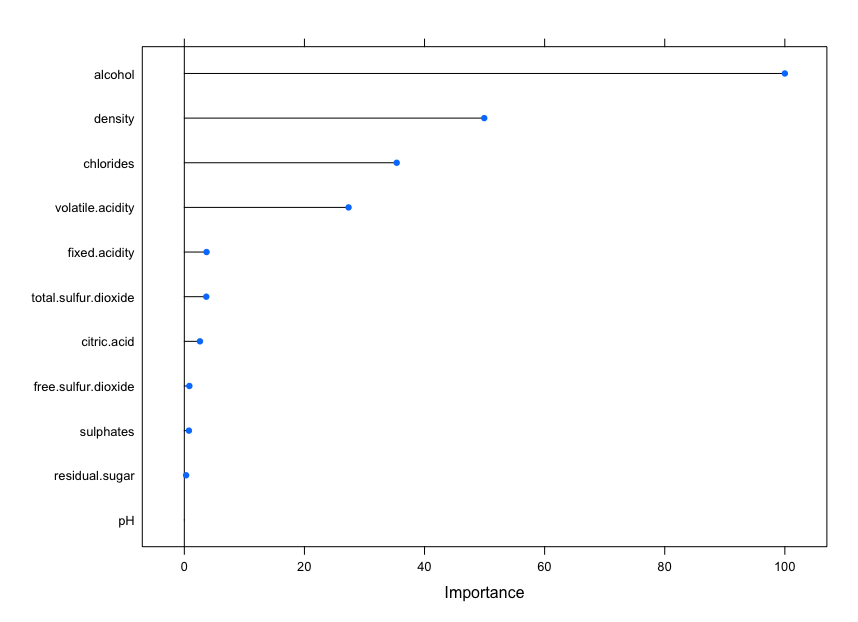 alcohol
density
chlorides
volatile.acidity
fixed.acidity
total.sulfur.dioxide
citric.acid
free.sulfur.dioxide
sulphates
residual.sugar
pH
0 20 40 60 80 100
Importance